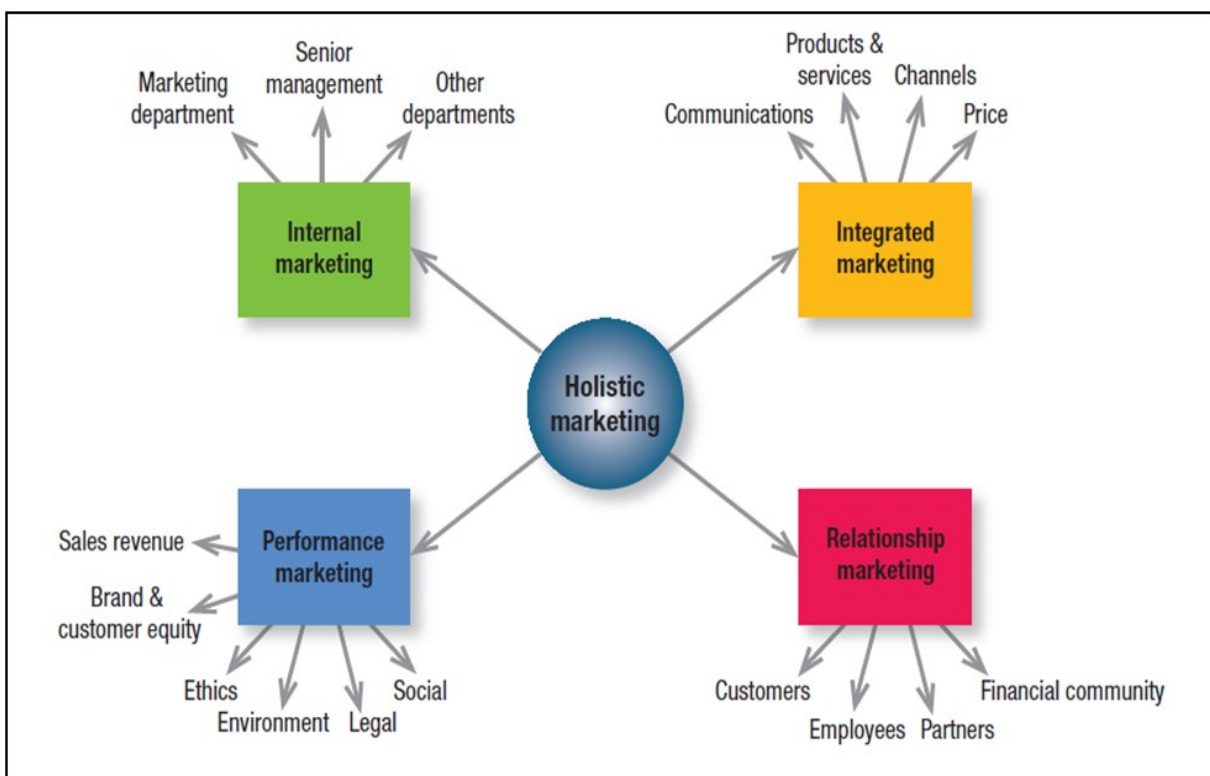 Senior
management
Marketing
department
Other
departments
Internal
marketing
Products &
services
Channels
Communications
Price
Integrated
marketing
Holistic
marketing
Sales revenue
Brand &
customer equity
Performance
marketing
Ethics
Environment
Legal
Social
Relationship
marketing
Customers
Employees
Partners
Financial community